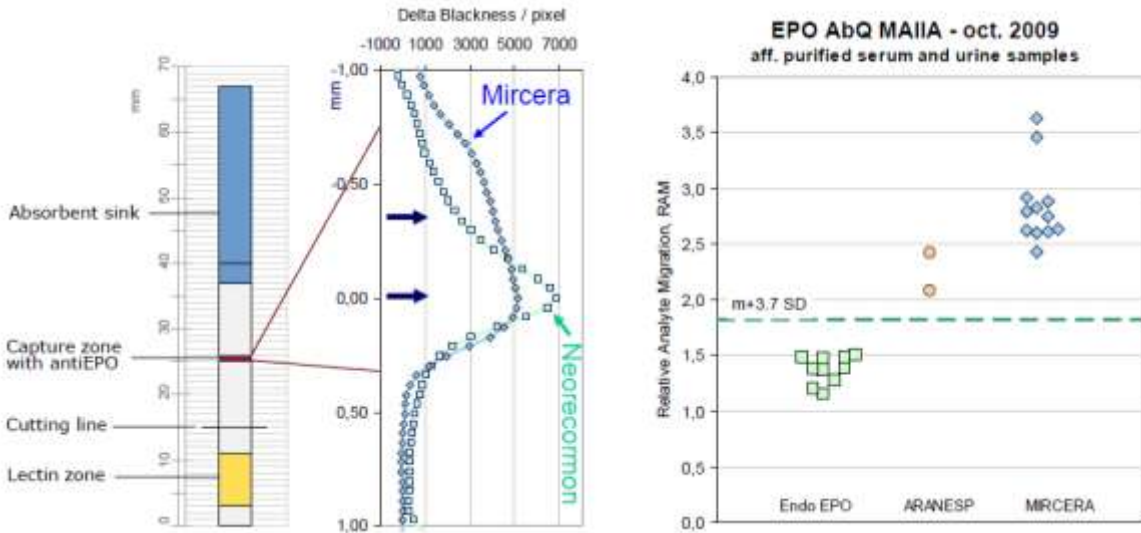 Delta Blackness / pixel
-1000 1000 3000 5000 7000
-1,00
-0,50
0,00
0,50
1,00
mm
Mircera
Neorecormon
70
60
50
40
30
20
10
0
mm
Absorbent sink
Capture zone
with antiEPO
Cutting line
Lectin zone
EPO AbQ MAIIA - oct. 2009
aff. purified serum and urine samples
Relative Analyte Migration, RAM
4,0
3,5
3,0
2,5
2,0
1,5
1,0
0,5
0,0
m+3.7 SD
Endo EPO ARANESP MIRCERA